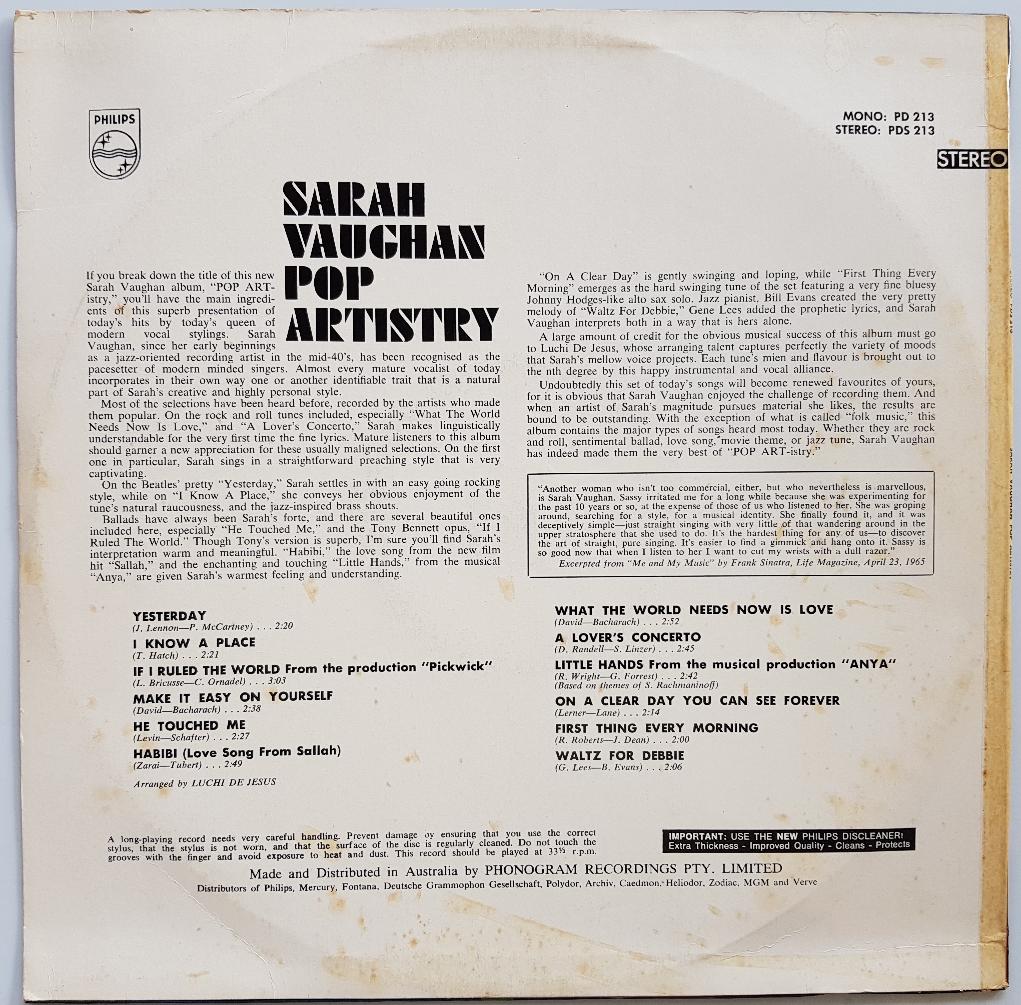 PHILIPS
MONO: PD 213
STEREO: PDS 213
STEREO
SARAH
VAUGHAN
POP
ARTISTRY
If you break down the title of this new
Sarah Vaughan album, “POP ART-
istry,” you’ll have the main ingredi-
ents of this superb presentation of
today’s hits by today’s queen of
modern vocal stylings. Sarah
Vaughan, since her early beginnings
as a jazz-oriented recording artist in the mid-40’s, has been recognised as the
pacesetter of modern minded singers. Almost every mature vocalist of today
incorporates in their own way one or another identifiable trait that is a natural
part of Sarah’s creative and highly personal style.
Most of the selections have been heard before, recorded by the artists who made
them popular. On the rock and roll tunes included, especially “What The World
Needs Now Is Love,” and “A Lover’s Concerto,” Sarah makes linguistically
understandable for the very first time the fine lyrics. Mature listeners to this album
should garner a new appreciation for these usually maligned selections. On the first
one in particular, Sarah sings in a straightforward preaching style that is very
captivating.
On the Beatles’ pretty “Yesterday,” Sarah settles in with an easy going rocking
style, while on “I Know A Place,” she conveys her obvious enjoyment of the
tune’s natural raucousness, and the jazz-inspired brass shouts.
Ballads have always been Sarah’s forte, and there are several beautiful ones
included here, especially “He Touched Me,” and the Tony Bennett opus, “If I
Ruled The World.” Though Tony’s version is superb, I’m sure you’ll find Sarah’s
interpretation warm and meaningful. “Habibi,” the love song from the new film
hit “Sallah,” and the enchanting and touching “Little Hands,” from the musical
“Anya,” are given Sarah’s warmest feeling and understanding.
“On A Clear Day” is gently swinging and loping, while “First Thing Every
Morning” emerges as the hard swinging tune of the set featuring a very fine bluesy
Johnny Hodges-like alto sax solo. Jazz pianist, Bill Evans created the very pretty
melody of “Waltz For Debbie,” Gene Lees added the prophetic lyrics, and Sarah
Vaughan interprets both in a way that is hers alone.
A large amount of credit for the obvious musical success of this album must go
to Luchi De Jesus, whose arranging talent captures perfectly the variety of moods
that Sarah’s mellow voice projects. Each tune’s mien and flavour is brought out to
the nth degree by this happy instrumental and vocal alliance.
Undoubtedly this set of today’s songs will become renewed favourites of yours,
for it is obvious that Sarah Vaughan enjoyed the challenge of recording them. And
when an artist of Sarah’s magnitude pursues material she likes, the results are
bound to be outstanding. With the exception of what is called “folk music,” this
album contains the major types of songs heard most today. Whether they are rock
and roll, sentimental ballad, love song, movie theme, or jazz tune, Sarah Vaughan
has indeed made them the very best of “POP ART-istry.”
“Another woman who isn’t too commercial, either, but who nevertheless is marvellous,
is Sarah Vaughan. Sassy irritated me for a long while because she was experimenting for
the past 10 years or so, at the expense of those of us who listened to her. She was groping
around, searching for a style, for a musical identity. She finally found it, and it was
deceptively simple—just straight singing with very little of that wandering around in the
upper stratosphere that she used to do. It’s the hardest thing for any of us—to discover
the art of straight, pure singing. It’s easier to find a gimmick and hang onto it. Sassy is
so good now that when I listen to her I want to cut my wrists with a dull razor.”
Excerpted from “Me and My Music” by Frank Sinatra, Life Magazine, April 23, 1965
YESTERDAY
(J. Lennon—P. McCartney) . . . 2:20
I KNOW A PLACE
(T. Hatch) . . . 2:21
IF I RULED THE WORLD From the production “Pickwick”
(L. Bricusse—C. Ornadel) . . . 3:03
MAKE IT EASY ON YOURSELF
(David—Bacharach) . . . 2:38
HE TOUCHED ME
(Levin—Schafter) . . . 2:27
HABIBI (Love Song From Sallah)
(Zarai—Tubert) . . . 2:49
Arranged by LUCHI DE JESUS
WHAT THE WORLD NEEDS NOW IS LOVE
(David—Bacharach) . . . 2:52
A LOVER’S CONCERTO
(D. Randell—S. Linzer) . . . 2:45
LITTLE HANDS From the musical production “ANYA”
(R. Wright—G. Forrest) . . . 2:42
(Based on themes of S. Rachmaninoff)
ON A CLEAR DAY YOU CAN SEE FOREVER
(Lerner—Lane) . . . 2:14
FIRST THING EVERY MORNING
(R. Roberts—J. Dean) . . . 2:00
WALTZ FOR DEBBIE
(G. Lees—B. Evans) . . . 2:06
A long-playing record needs very careful handling. Prevent damage by ensuring that you use the correct
stylus, that the stylus is not worn, and that the surface of the disc is regularly cleaned. Do not touch the
grooves with the finger and avoid exposure to heat and dust. This record should be played at 33⅓ r.p.m.
IMPORTANT: USE THE NEW PHILIPS DISCLEANER!
Extra Thickness - Improved Quality - Cleans - Protects
Made and Distributed in Australia by PHONOGRAM RECORDINGS PTY. LIMITED
Distributors of Philips, Mercury, Fontana, Deutsche Grammophon Gesellschaft, Polydor, Archiv, Caedmon, Heliodor, Zodiac, MGM and Verve